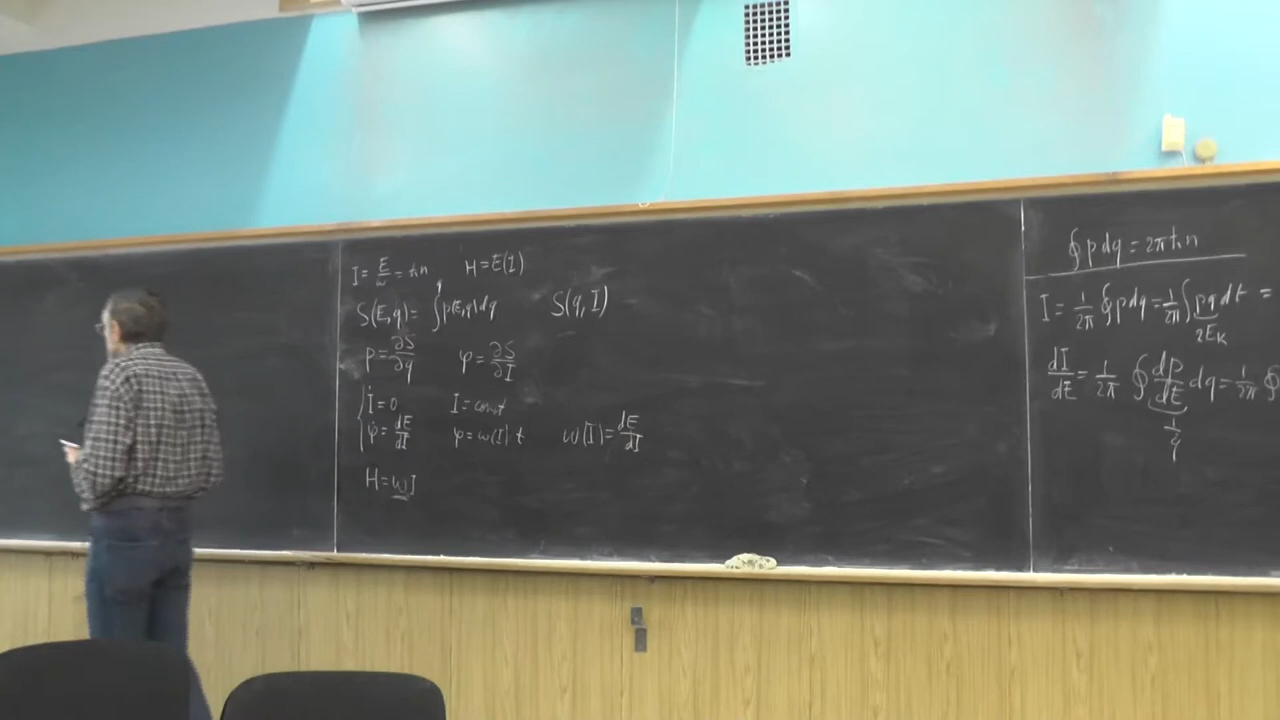 I = E/ω = ħn H = E(I)
S(E,q) = ∫^q p(E,q)dq S(q,I)
p = ∂S/∂q φ = ∂S/∂I
İ = 0 I = const
φ̇ = dE/dI φ = ω(I) t ω(I) = dE/dI
H = ωI
∮ p dq = 2πħn
I = 1/2π ∮ p dq = 1/2π ∫ p q̇ dt =
2E_K
dI/dE = 1/2π ∮ dp/dE dq = 1/2π ∮
1/q̇